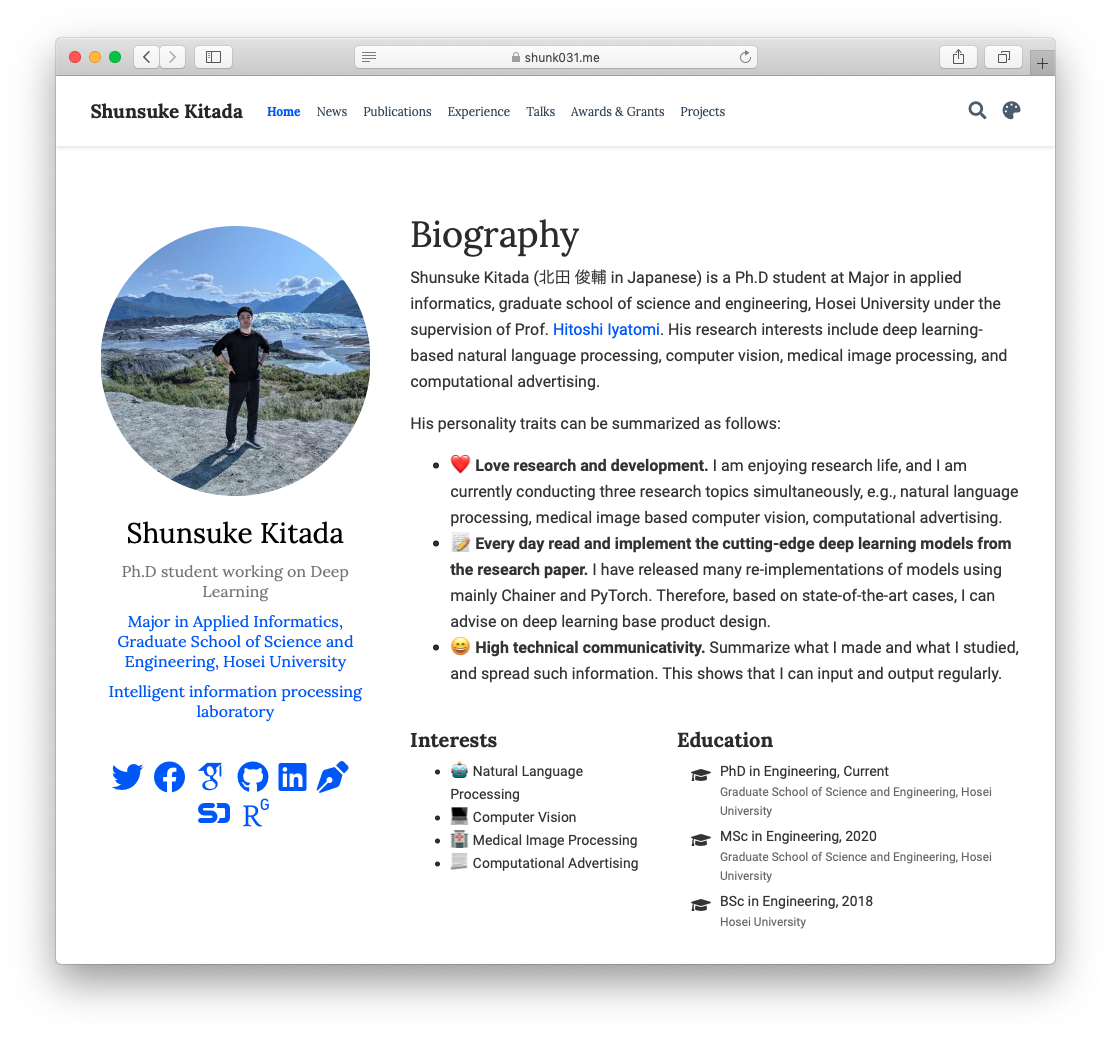 shunk031.me
Shunsuke Kitada Home News Publications Experience Talks Awards & Grants Projects
Shunsuke Kitada
Ph.D student working on Deep
Learning
Major in Applied Informatics,
Graduate School of Science and
Engineering, Hosei University
Intelligent information processing
laboratory
Biography
Shunsuke Kitada (北田 俊輔 in Japanese) is a Ph.D student at Major in applied
informatics, graduate school of science and engineering, Hosei University under the
supervision of Prof. Hitoshi Iyatomi. His research interests include deep learning-
based natural language processing, computer vision, medical image processing, and
computational advertising.
His personality traits can be summarized as follows:
• ❤️ Love research and development. I am enjoying research life, and I am
currently conducting three research topics simultaneously, e.g., natural language
processing, medical image based computer vision, computational advertising.
• 📝 Every day read and implement the cutting-edge deep learning models from
the research paper. I have released many re-implementations of models using
mainly Chainer and PyTorch. Therefore, based on state-of-the-art cases, I can
advise on deep learning base product design.
• 😄 High technical communicativity. Summarize what I made and what I studied,
and spread such information. This shows that I can input and output regularly.
Interests
• 🤖 Natural Language
Processing
• 💻 Computer Vision
• 🏥 Medical Image Processing
• 📃 Computational Advertising
Education
PhD in Engineering, Current
Graduate School of Science and Engineering, Hosei
University
MSc in Engineering, 2020
Graduate School of Science and Engineering, Hosei
University
BSc in Engineering, 2018
Hosei University